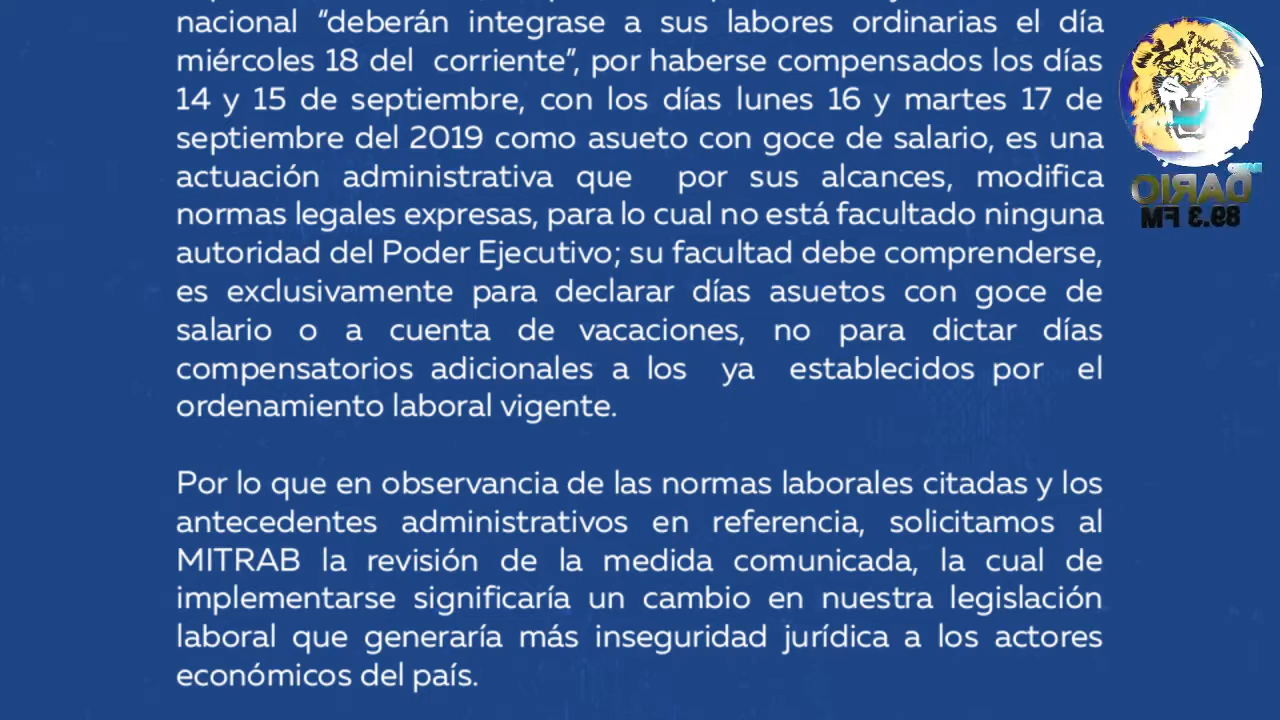 nacional “deberán integrase a sus labores ordinarias el día
miércoles 18 del corriente”, por haberse compensados los días
14 y 15 de septiembre, con los días lunes 16 y martes 17 de
septiembre del 2019 como asueto con goce de salario, es una
actuación administrativa que por sus alcances, modifica
normas legales expresas, para lo cual no está facultado ninguna
autoridad del Poder Ejecutivo; su facultad debe comprenderse,
es exclusivamente para declarar días asuetos con goce de
salario o a cuenta de vacaciones, no para dictar días
compensatorios adicionales a los ya establecidos por el
ordenamiento laboral vigente.
Por lo que en observancia de las normas laborales citadas y los
antecedentes administrativos en referencia, solicitamos al
MITRAB la revisión de la medida comunicada, la cual de
implementarse significaría un cambio en nuestra legislación
laboral que generaría más inseguridad jurídica a los actores
económicos del país.
DARIO
89.3 FM